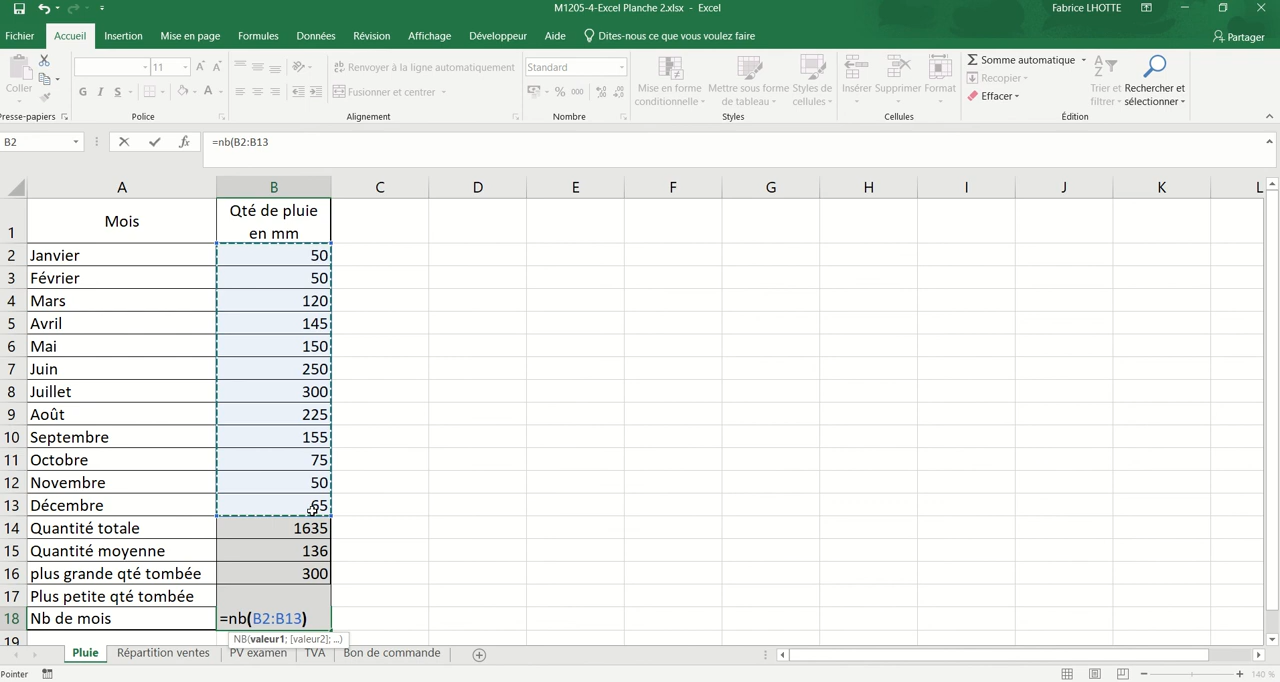 M1205-4-Excel Planche 2.xlsx - Excel
Fabrice LHOTTE
Fichier Accueil Insertion Mise en page Formules Données Révision Affichage Développeur Aide Dites-nous ce que vous voulez faire
Partager
Coller
Presse-papiers
11
G I S
Police
Renvoyer à la ligne automatiquement
Fusionner et centrer
Alignement
Standard
% 000
Nombre
Mise en forme conditionnelle
Mettre sous forme de tableau
Styles de cellules
Styles
Insérer Supprimer Format
Cellules
Somme automatique
Recopier
Effacer
Trier et filtrer
Rechercher et sélectionner
Édition
B2
fx
=nb(B2:B13
A B C D E F G H I J K L
1 Mois Qté de pluie
en mm
2 Janvier 50
3 Février 50
4 Mars 120
5 Avril 145
6 Mai 150
7 Juin 250
8 Juillet 300
9 Août 225
10 Septembre 155
11 Octobre 75
12 Novembre 50
13 Décembre 65
14 Quantité totale 1635
15 Quantité moyenne 136
16 plus grande qté tombée 300
17 Plus petite qté tombée
18 Nb de mois =nb(B2:B13)
19
NB(valeur1; [valeur2]; ...)
Pluie Répartition ventes PV examen TVA Bon de commande
Pointer
140 %